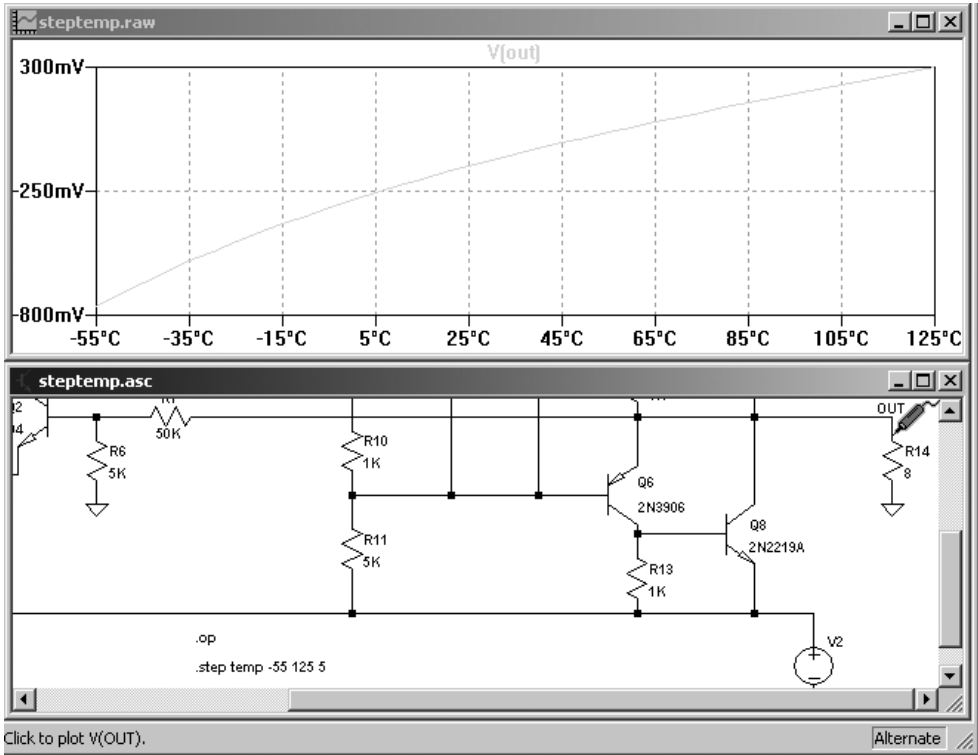 steptemp.raw
V(out)
300mV
-250mV
-800mV
-55°C -35°C -15°C 5°C 25°C 45°C 65°C 85°C 105°C 125°C
steptemp.asc
OUT
50K
R6
5K
R10
1K
R14
8
Q6
2N3906
Q8
2N2219A
R11
5K
R13
1K
.op
.step temp -55 125 5
V2
Click to plot V(OUT).
Alternate